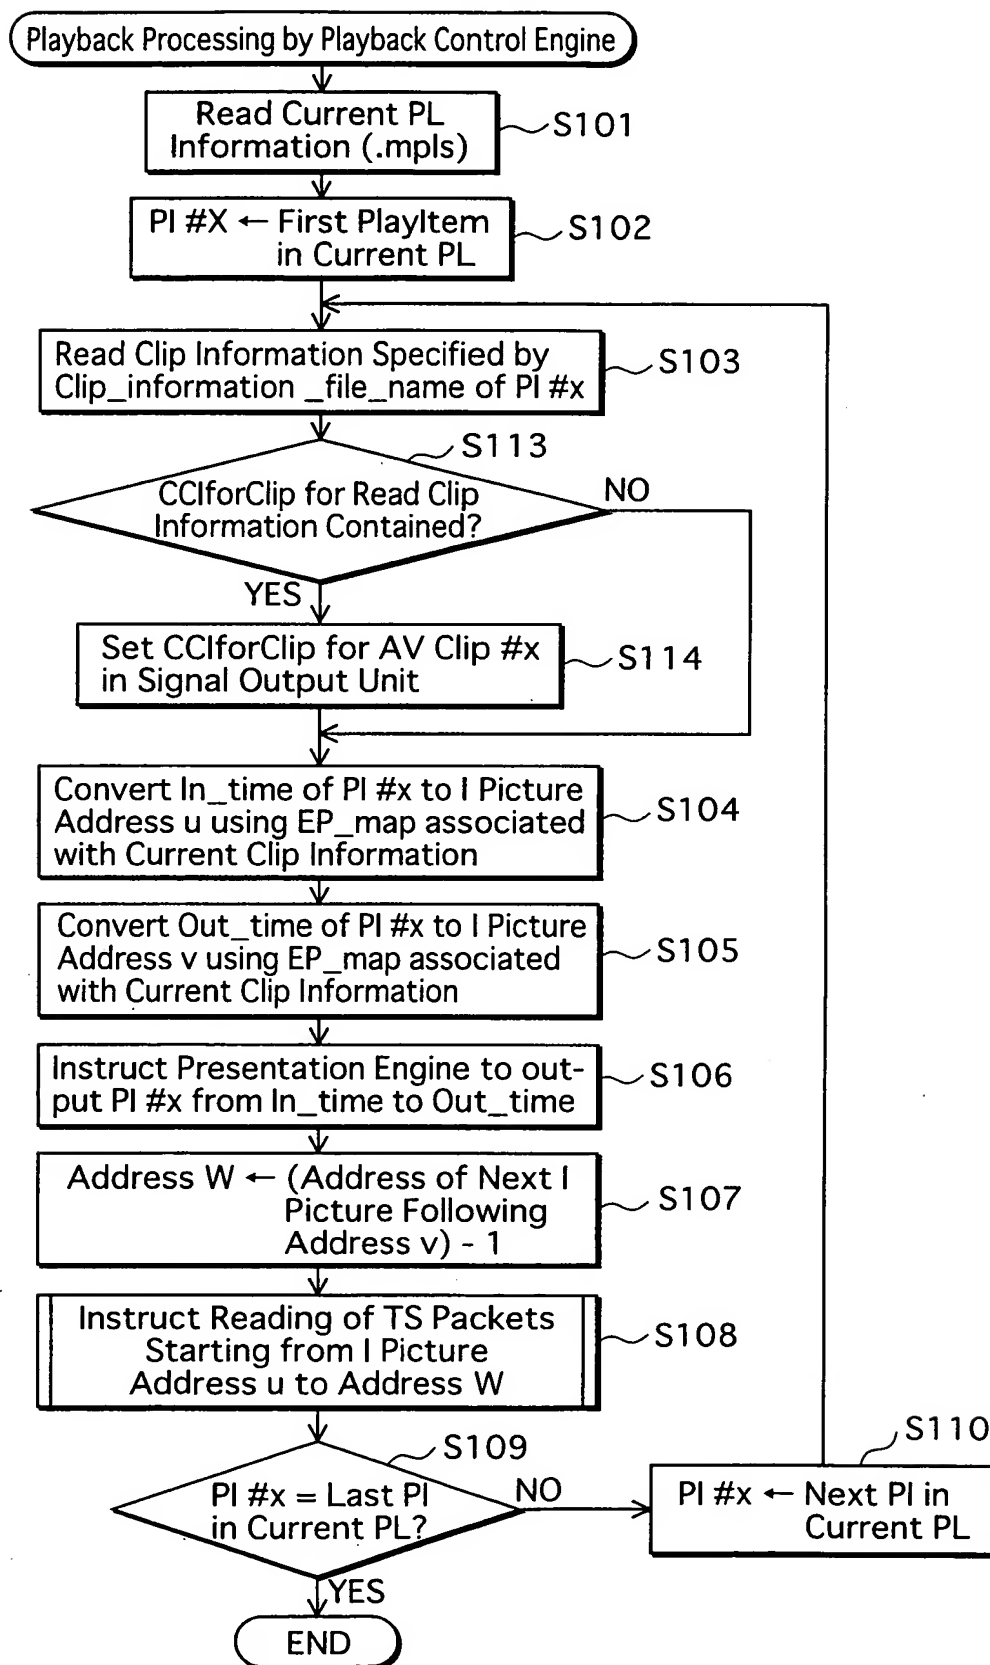 Playback Processing by Playback Control Engine
Read Current PL
Information (.mpls)
S101
PI #X ← First PlayItem
in Current PL
S102
Read Clip Information Specified by
Clip_information _file_name of PI #x
S103
S113
CCIforClip for Read Clip
Information Contained?
NO
YES
Set CCIforClip for AV Clip #x
in Signal Output Unit
S114
Convert In_time of PI #x to I Picture
Address u using EP_map associated
with Current Clip Information
S104
Convert Out_time of PI #x to I Picture
Address v using EP_map associated
with Current Clip Information
S105
Instruct Presentation Engine to out-
put PI #x from In_time to Out_time
S106
Address W ← (Address of Next I
Picture Following
Address v) - 1
S107
Instruct Reading of TS Packets
Starting from I Picture
Address u to Address W
S108
S109
PI #x = Last PI
in Current PL?
NO
S110
PI #x ← Next PI in
Current PL
YES
END